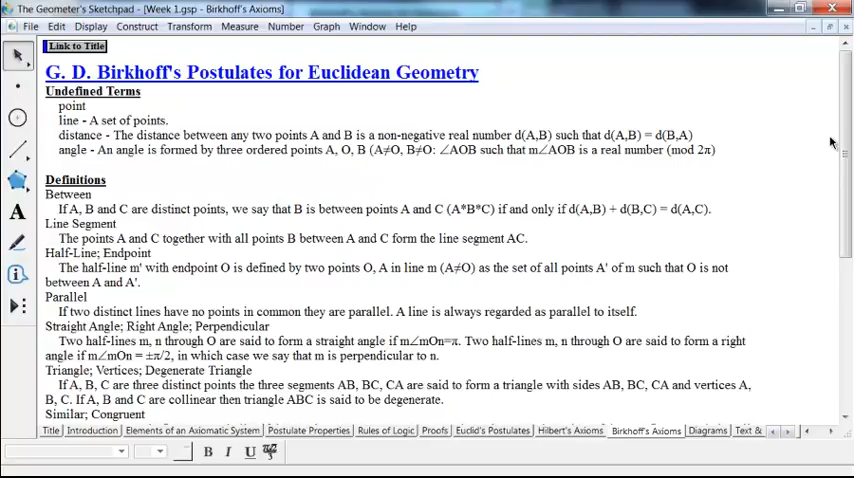 The Geometer's Sketchpad - [Week 1.gsp - Birkhoff's Axioms]
File Edit Display Construct Transform Measure Number Graph Window Help
Link to Title
G. D. Birkhoff's Postulates for Euclidean Geometry
Undefined Terms
point
line - A set of points.
distance - The distance between any two points A and B is a non-negative real number d(A,B) such that d(A,B) = d(B,A)
angle - An angle is formed by three ordered points A, O, B (A≠O, B≠O: ∠AOB such that m∠AOB is a real number (mod 2π)
Definitions
Between
If A, B and C are distinct points, we say that B is between points A and C (A*B*C) if and only if d(A,B) + d(B,C) = d(A,C).
Line Segment
The points A and C together with all points B between A and C form the line segment AC.
Half-Line; Endpoint
The half-line m' with endpoint O is defined by two points O, A in line m (A≠O) as the set of all points A' of m such that O is not
between A and A'.
Parallel
If two distinct lines have no points in common they are parallel. A line is always regarded as parallel to itself.
Straight Angle; Right Angle; Perpendicular
Two half-lines m, n through O are said to form a straight angle if m∠mOn=π. Two half-lines m, n through O are said to form a right
angle if m∠mOn = ±π/2, in which case we say that m is perpendicular to n.
Triangle; Vertices; Degenerate Triangle
If A, B, C are three distinct points the three segments AB, BC, CA are said to form a triangle with sides AB, BC, CA and vertices A,
B, C. If A, B and C are collinear then triangle ABC is said to be degenerate.
Similar; Congruent
Title Introduction Elements of an Axiomatic System Postulate Properties Rules of Logic Proofs Euclid's Postulates Hilbert's Axioms Birkhoff's Axioms Diagrams Text &
B I U